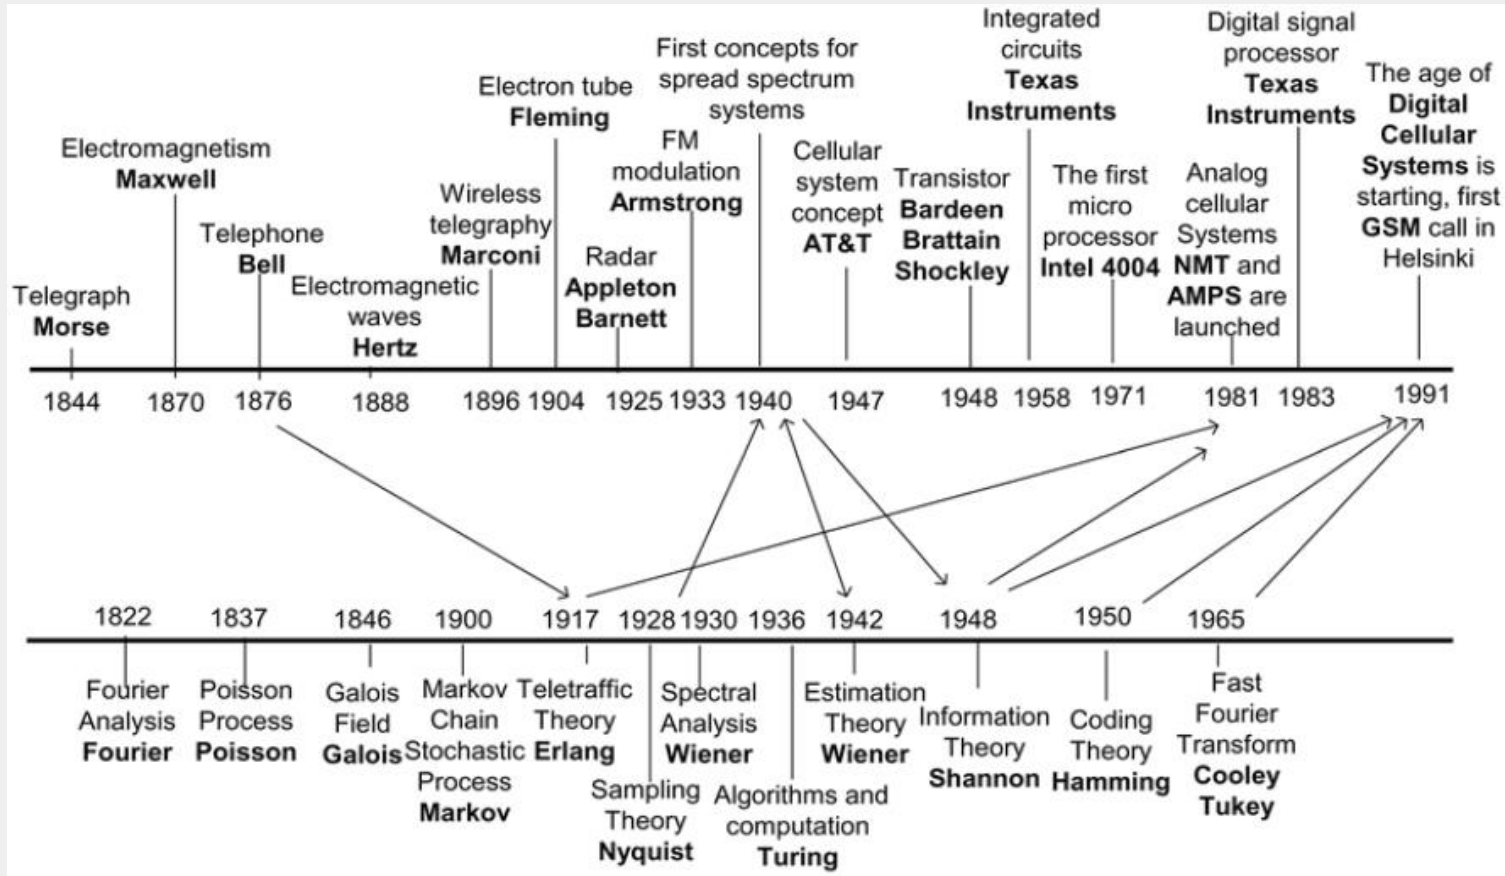 Telegraph
Morse
Electromagnetism
Maxwell
Telephone
Bell
Electromagnetic
waves
Hertz
Wireless
telegraphy
Marconi
Electron tube
Fleming
Radar
Appleton
Barnett
FM
modulation
Armstrong
First concepts for
spread spectrum
systems
Cellular
system
concept
AT&T
Transistor
Bardeen
Brattain
Shockley
Integrated
circuits
Texas
Instruments
The first
micro
processor
Intel 4004
Analog
cellular
Systems
NMT and
AMPS are
launched
Digital signal
processor
Texas
Instruments
The age of
Digital
Cellular
Systems is
starting, first
GSM call in
Helsinki
1844 1870 1876 1888 1896 1904 1925 1933 1940 1947 1948 1958 1971 1981 1983 1991
1822 1837 1846 1900 1917 1928 1930 1936 1942 1948 1950 1965
Fourier
Analysis
Fourier
Poisson
Process
Poisson
Galois
Field
Galois
Markov
Chain
Stochastic
Process
Markov
Teletraffic
Theory
Erlang
Sampling
Theory
Nyquist
Spectral
Analysis
Wiener
Algorithms and
computation
Turing
Estimation
Theory
Wiener
Information
Theory
Shannon
Coding
Theory
Hamming
Fast
Fourier
Transform
Cooley
Tukey